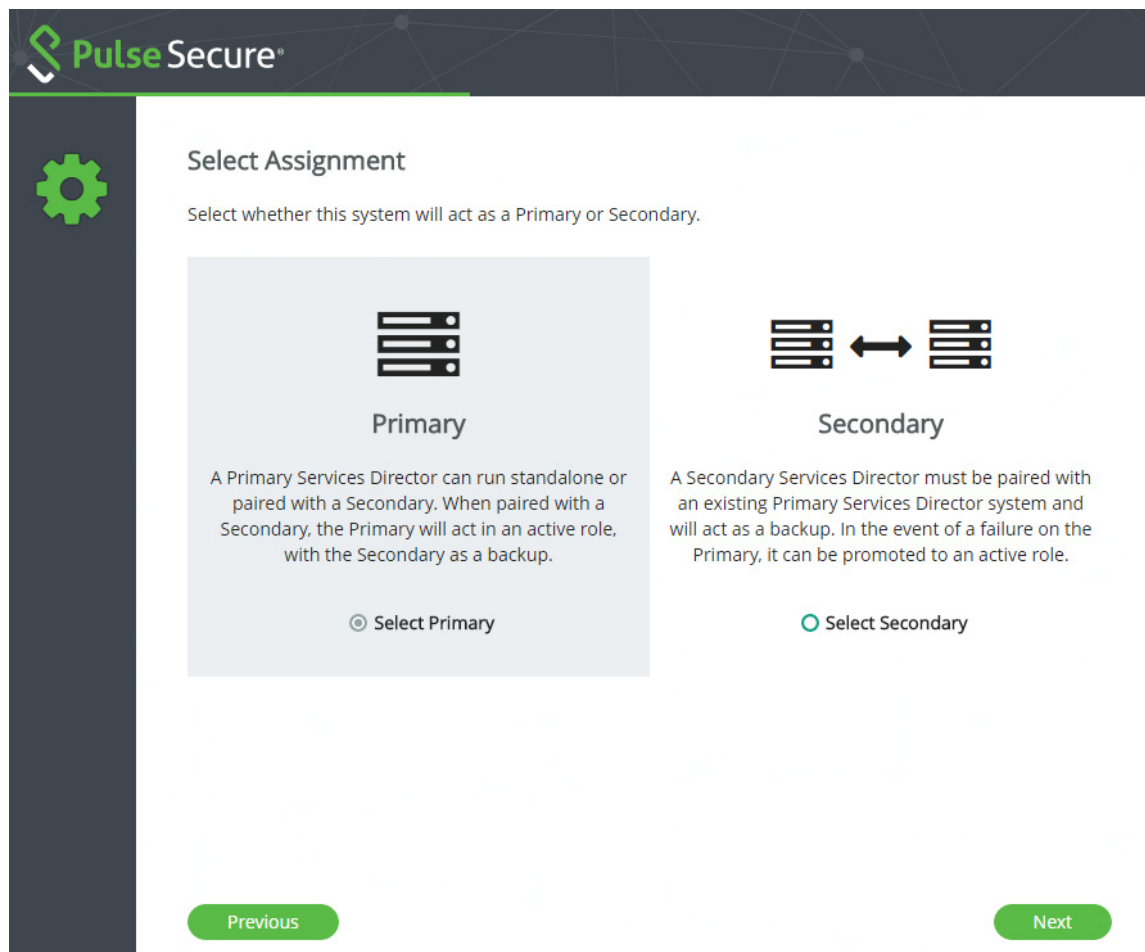 Pulse Secure®
Select Assignment
Select whether this system will act as a Primary or Secondary.
Primary
A Primary Services Director can run standalone or
paired with a Secondary. When paired with a
Secondary, the Primary will act in an active role,
with the Secondary as a backup.
Select Primary
Secondary
A Secondary Services Director must be paired with
an existing Primary Services Director system and
will act as a backup. In the event of a failure on the
Primary, it can be promoted to an active role.
Select Secondary
Previous
Next